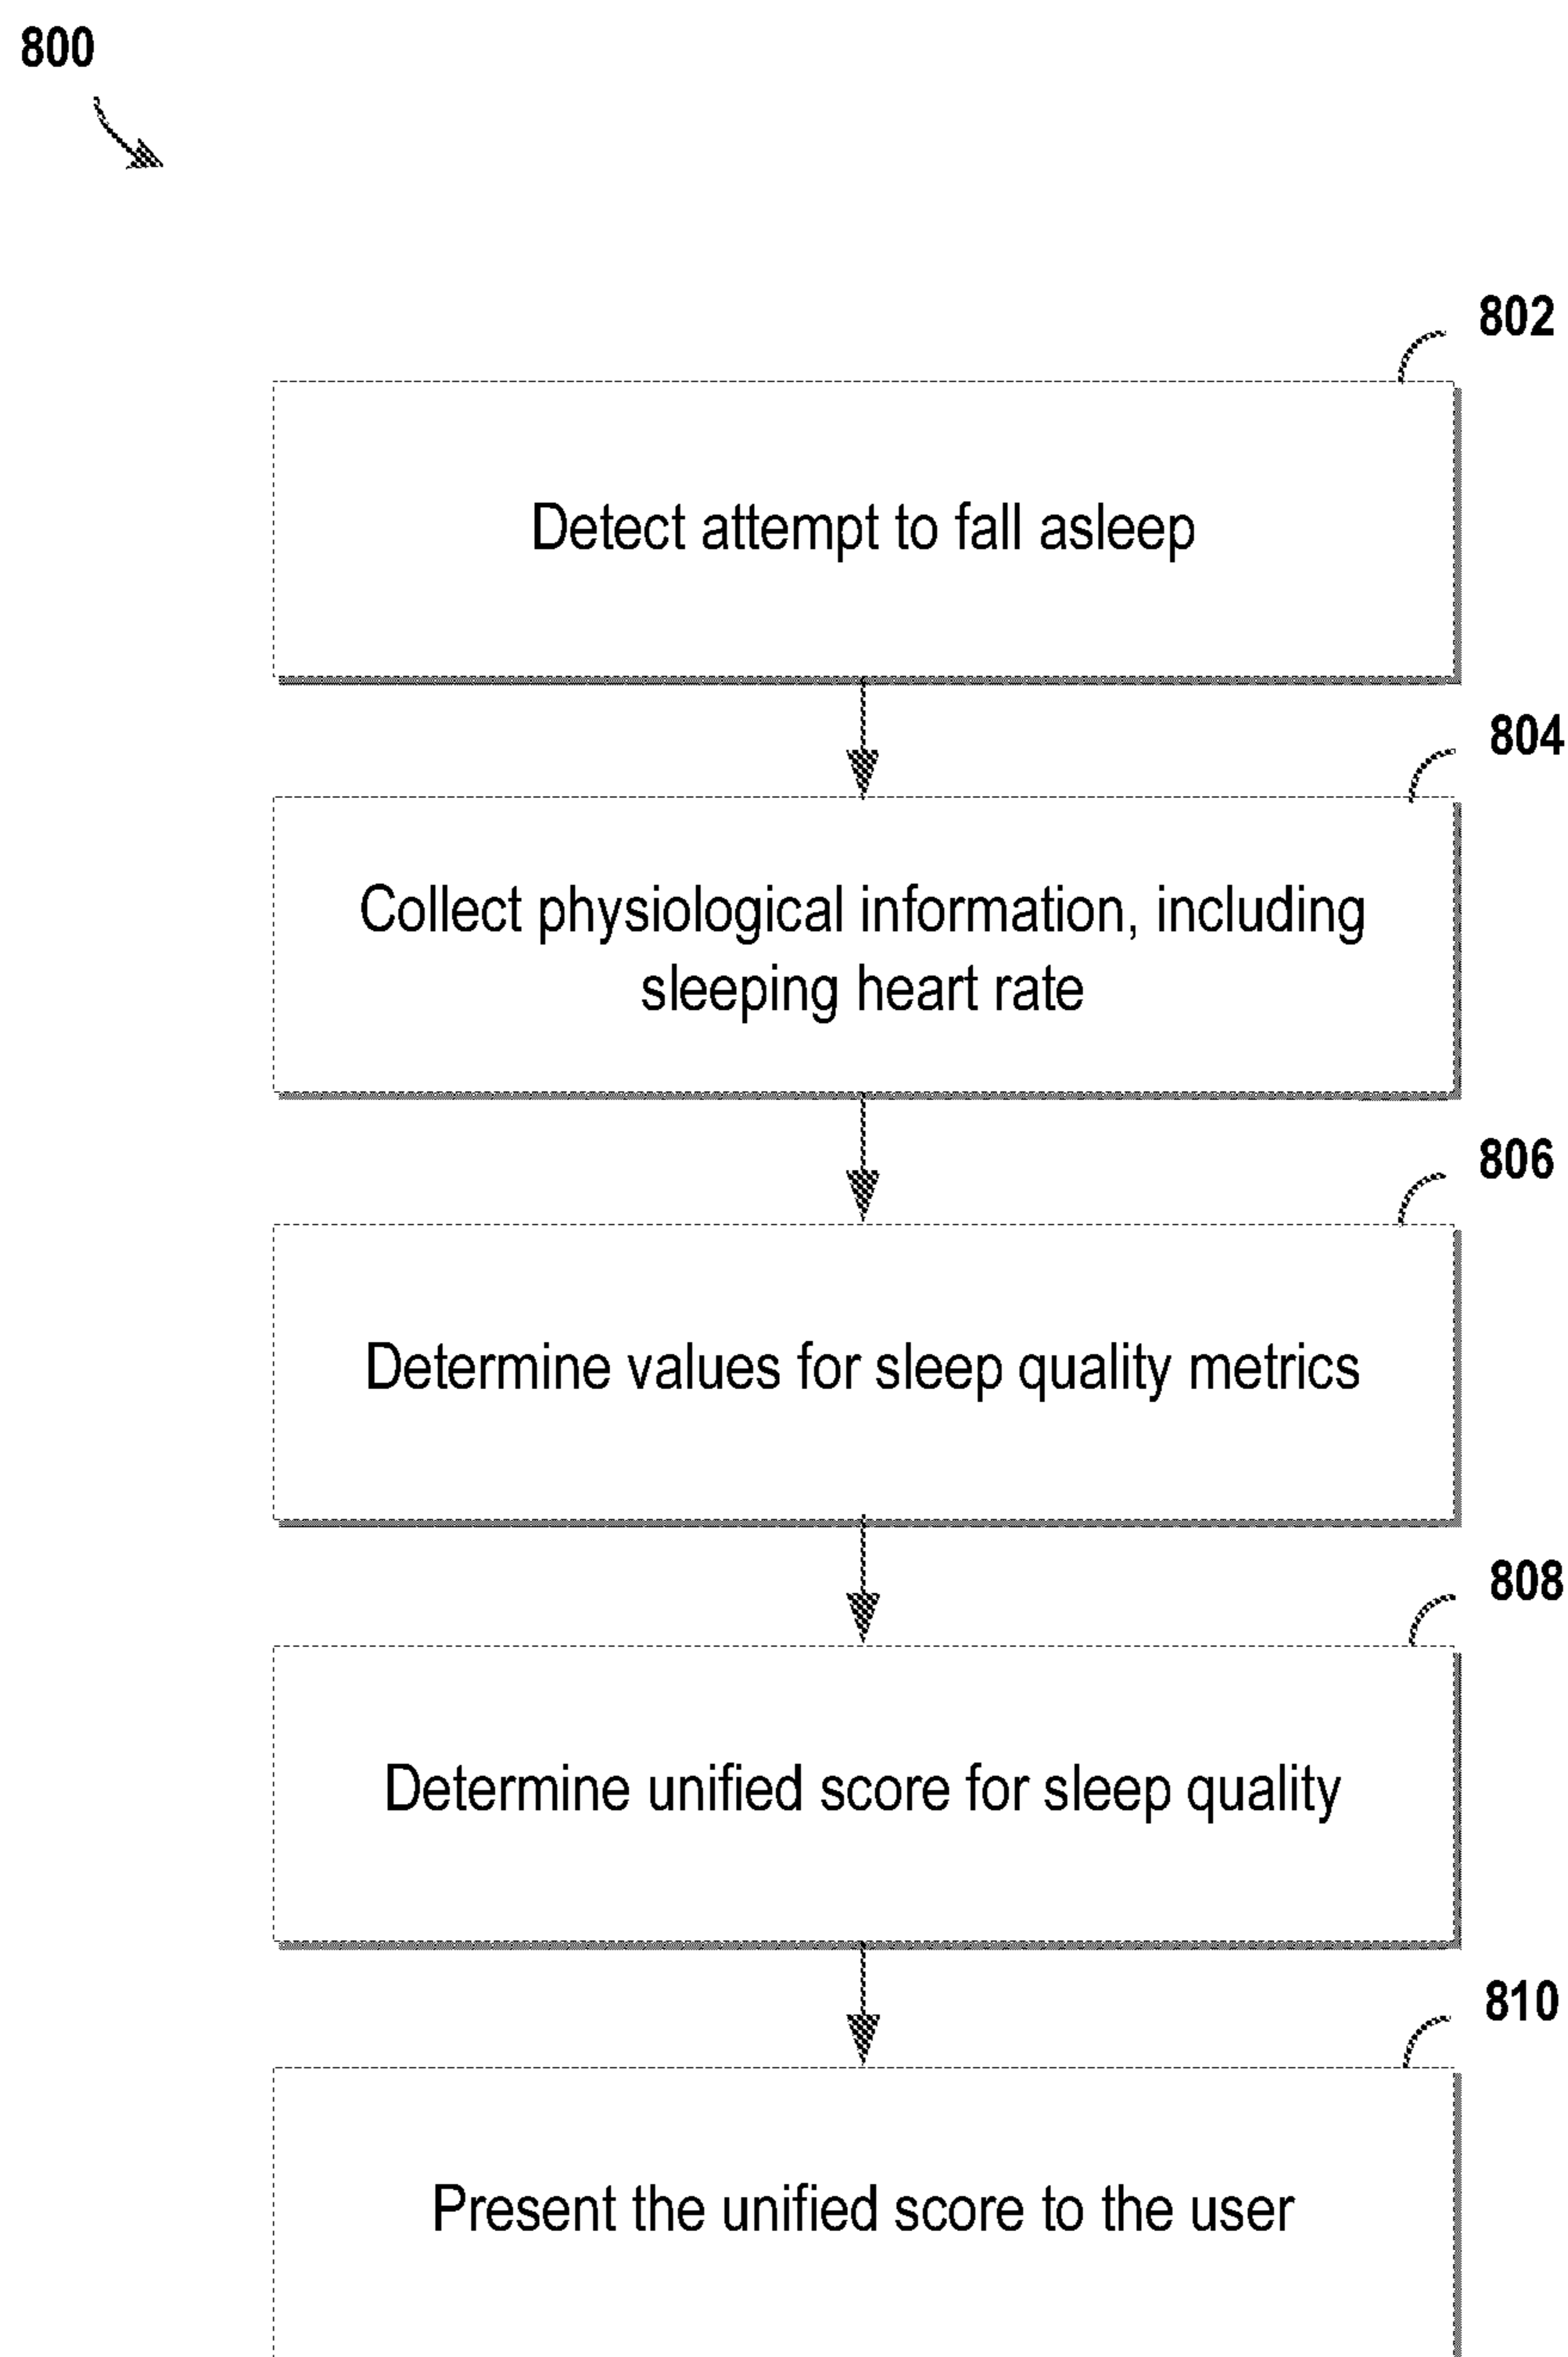 800
802
Detect attempt to fall asleep
804
Collect physiological information, including
sleeping heart rate
806
Determine values for sleep quality metrics
808
Determine unified score for sleep quality
810
Present the unified score to the user